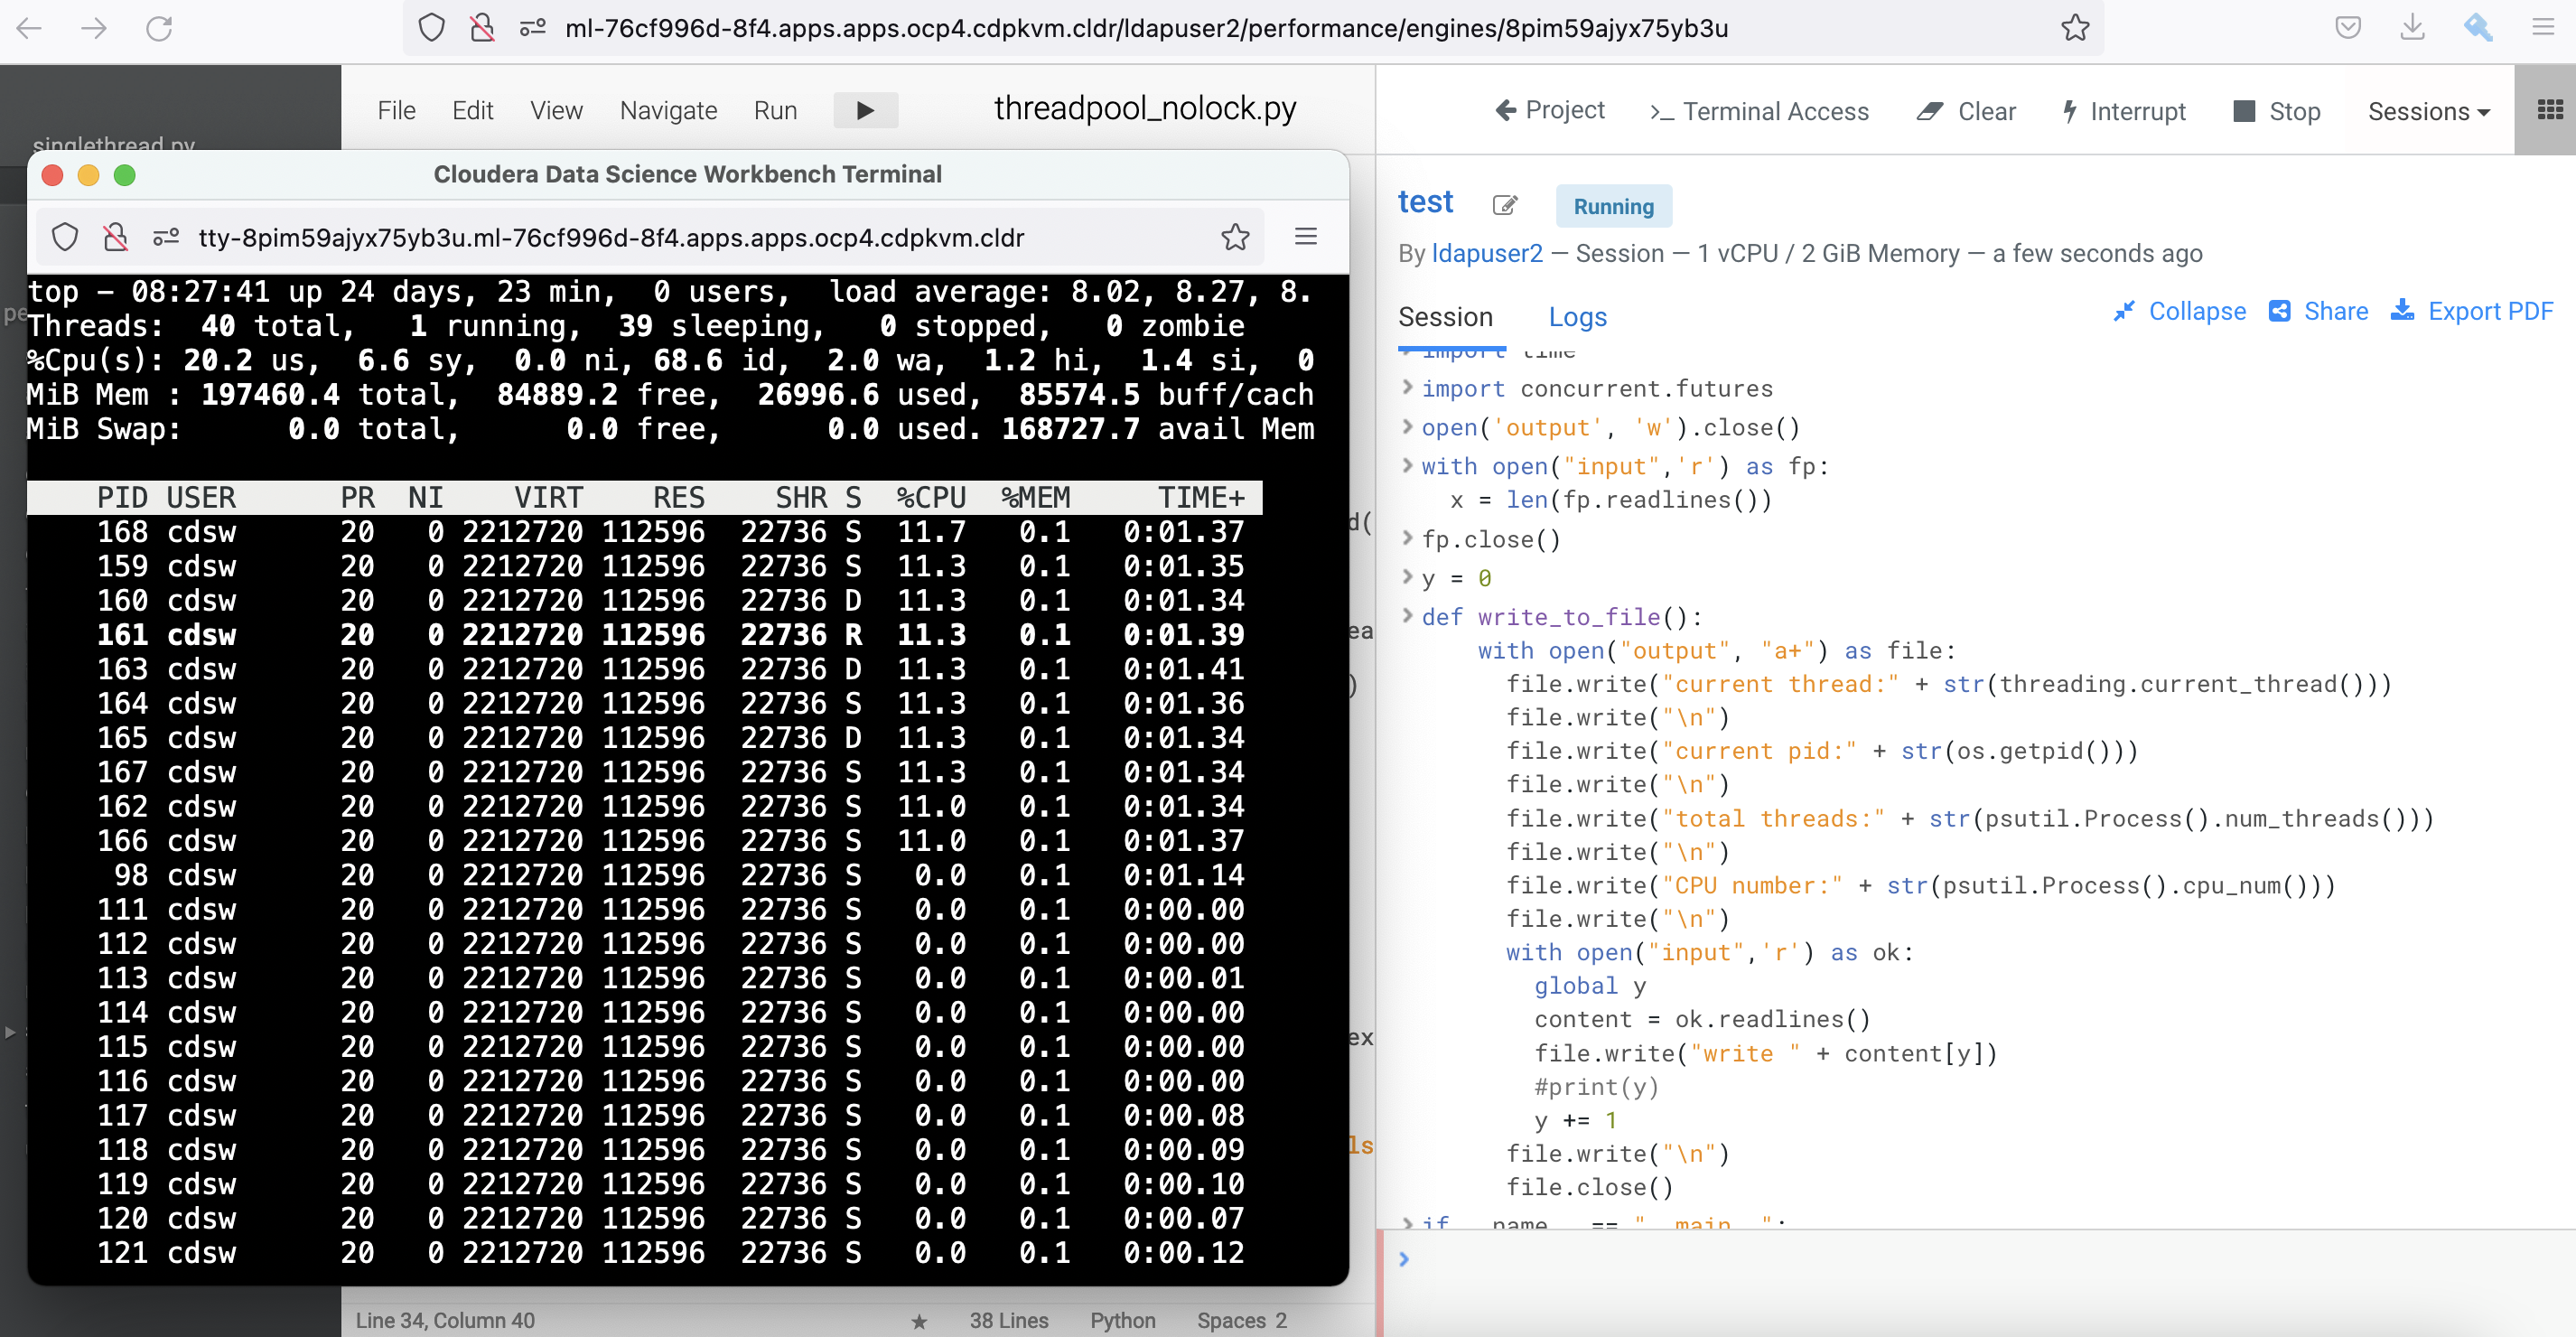 ml-76cf996d-8f4.apps.apps.ocp4.cdpkvm.cldr/ldapuser2/performance/engines/8pim59ajyx75yb3u
File Edit View Navigate Run threadpool_nolock.py
Project Terminal Access Clear Interrupt Stop Sessions
singlethread.py
Cloudera Data Science Workbench Terminal
tty-8pim59ajyx75yb3u.ml-76cf996d-8f4.apps.apps.ocp4.cdpkvm.cldr
top - 08:27:41 up 24 days, 23 min, 0 users, load average: 8.02, 8.27, 8.
Threads: 40 total, 1 running, 39 sleeping, 0 stopped, 0 zombie
%Cpu(s): 20.2 us, 6.6 sy, 0.0 ni, 68.6 id, 2.0 wa, 1.2 hi, 1.4 si, 0
MiB Mem : 197460.4 total, 84889.2 free, 26996.6 used, 85574.5 buff/cach
MiB Swap: 0.0 total, 0.0 free, 0.0 used. 168727.7 avail Mem
PID USER PR NI VIRT RES SHR S %CPU %MEM TIME+
168 cdsw 20 0 2212720 112596 22736 S 11.7 0.1 0:01.37
159 cdsw 20 0 2212720 112596 22736 S 11.3 0.1 0:01.35
160 cdsw 20 0 2212720 112596 22736 D 11.3 0.1 0:01.34
161 cdsw 20 0 2212720 112596 22736 R 11.3 0.1 0:01.39
163 cdsw 20 0 2212720 112596 22736 D 11.3 0.1 0:01.41
164 cdsw 20 0 2212720 112596 22736 S 11.3 0.1 0:01.36
165 cdsw 20 0 2212720 112596 22736 D 11.3 0.1 0:01.34
167 cdsw 20 0 2212720 112596 22736 S 11.3 0.1 0:01.34
162 cdsw 20 0 2212720 112596 22736 S 11.0 0.1 0:01.34
166 cdsw 20 0 2212720 112596 22736 S 11.0 0.1 0:01.37
98 cdsw 20 0 2212720 112596 22736 S 0.0 0.1 0:01.14
111 cdsw 20 0 2212720 112596 22736 S 0.0 0.1 0:00.00
112 cdsw 20 0 2212720 112596 22736 S 0.0 0.1 0:00.00
113 cdsw 20 0 2212720 112596 22736 S 0.0 0.1 0:00.01
114 cdsw 20 0 2212720 112596 22736 S 0.0 0.1 0:00.00
115 cdsw 20 0 2212720 112596 22736 S 0.0 0.1 0:00.00
116 cdsw 20 0 2212720 112596 22736 S 0.0 0.1 0:00.00
117 cdsw 20 0 2212720 112596 22736 S 0.0 0.1 0:00.08
118 cdsw 20 0 2212720 112596 22736 S 0.0 0.1 0:00.09
119 cdsw 20 0 2212720 112596 22736 S 0.0 0.1 0:00.10
120 cdsw 20 0 2212720 112596 22736 S 0.0 0.1 0:00.07
121 cdsw 20 0 2212720 112596 22736 S 0.0 0.1 0:00.12
pe
d(
ea
)
ex
ls
Line 34, Column 40 38 Lines Python Spaces 2
test Running
By ldapuser2 — Session — 1 vCPU / 2 GiB Memory — a few seconds ago
Session Logs Collapse Share Export PDF
import time
> import concurrent.futures
> open('output', 'w').close()
> with open("input",'r') as fp:
x = len(fp.readlines())
> fp.close()
> y = 0
> def write_to_file():
with open("output", "a+") as file:
file.write("current thread:" + str(threading.current_thread()))
file.write("\n")
file.write("current pid:" + str(os.getpid()))
file.write("\n")
file.write("total threads:" + str(psutil.Process().num_threads()))
file.write("\n")
file.write("CPU number:" + str(psutil.Process().cpu_num()))
file.write("\n")
with open("input",'r') as ok:
global y
content = ok.readlines()
file.write("write " + content[y])
#print(y)
y += 1
file.write("\n")
file.close()
> if __name__ == "__main__":
>